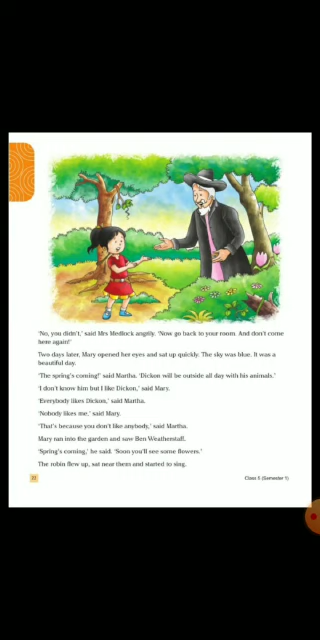 'No, you didn't,' said Mrs Medlock angrily. 'Now go back to your room. And don't come
here again!'
Two days later, Mary opened her eyes and sat up quickly. The sky was blue. It was a
beautiful day.
'The spring's coming!' said Martha. 'Dickon will be outside all day with his animals.'
'I don't know him but I like Dickon,' said Mary.
'Everybody likes Dickon,' said Martha.
'Nobody likes me,' said Mary.
'That's because you don't like anybody,' said Martha.
Mary ran into the garden and saw Ben Weatherstaff.
'Spring's coming,' he said. 'Soon you'll see some flowers.'
The robin flew up, sat near them and started to sing.
Class 5 (Semester 1)